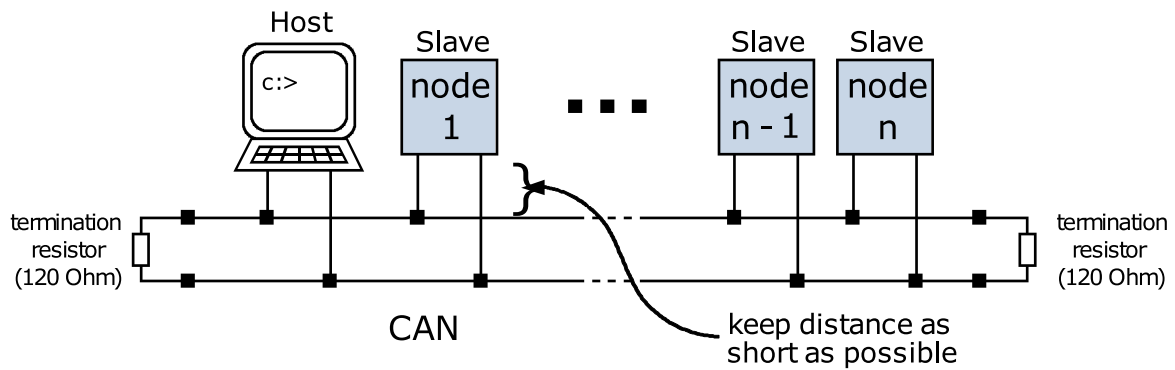 Host
c:>
Slave
node
1
Slave
node
n - 1
Slave
node
n
termination
resistor
(120 Ohm)
termination
resistor
(120 Ohm)
CAN
keep distance as
short as possible